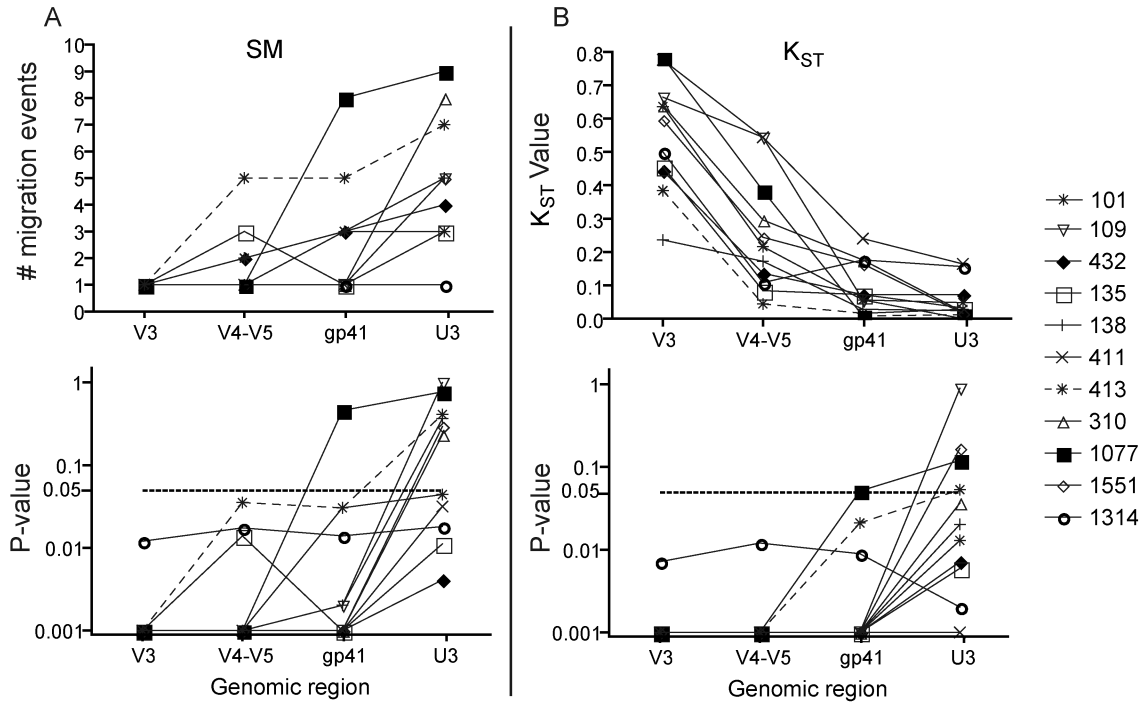 A
SM
# migration events
10
9
8
7
6
5
4
3
2
1
0
V3
V4-V5
gp41
U3
P-value
1
0.1
0.05
0.01
0.001
V3
V4-V5
gp41
U3
Genomic region
B
KST
KST Value
0.8
0.7
0.6
0.5
0.4
0.3
0.2
0.1
0.0
V3
V4-V5
gp41
U3
P-value
1
0.1
0.05
0.01
0.001
V3
V4-V5
gp41
U3
Genomic region
101
109
432
135
138
411
413
310
1077
1551
1314